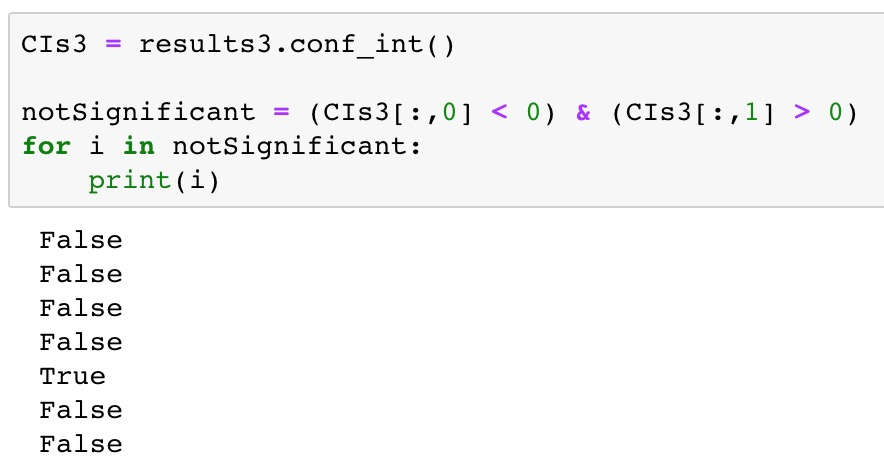 CIs3 = results3.conf_int()
notSignificant = (CIs3[:,0] < 0) & (CIs3[:,1] > 0)
for i in notSignificant:
    print(i)
False
False
False
False
True
False
False